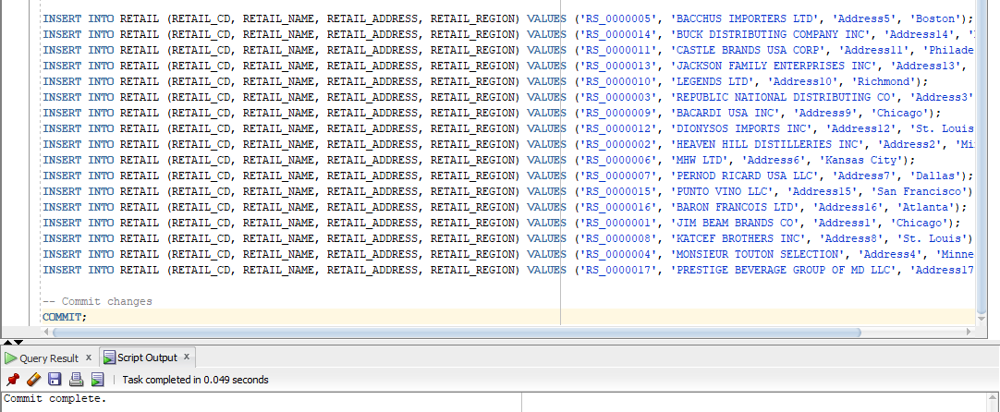 INSERT INTO RETAIL (RETAIL_CD, RETAIL_NAME, RETAIL_ADDRESS, RETAIL_REGION) VALUES ('RS_0000005', 'BACCHUS IMPORTERS LTD', 'Address5', 'Boston');
INSERT INTO RETAIL (RETAIL_CD, RETAIL_NAME, RETAIL_ADDRESS, RETAIL_REGION) VALUES ('RS_0000014', 'BUCK DISTRIBUTING COMPANY INC', 'Address14', '
INSERT INTO RETAIL (RETAIL_CD, RETAIL_NAME, RETAIL_ADDRESS, RETAIL_REGION) VALUES ('RS_0000011', 'CASTLE BRANDS USA CORP', 'Address11', 'Philade
INSERT INTO RETAIL (RETAIL_CD, RETAIL_NAME, RETAIL_ADDRESS, RETAIL_REGION) VALUES ('RS_0000013', 'JACKSON FAMILY ENTERPRISES INC', 'Address13',
INSERT INTO RETAIL (RETAIL_CD, RETAIL_NAME, RETAIL_ADDRESS, RETAIL_REGION) VALUES ('RS_0000010', 'LEGENDS LTD', 'Address10', 'Richmond');
INSERT INTO RETAIL (RETAIL_CD, RETAIL_NAME, RETAIL_ADDRESS, RETAIL_REGION) VALUES ('RS_0000003', 'REPUBLIC NATIONAL DISTRIBUTING CO', 'Address3'
INSERT INTO RETAIL (RETAIL_CD, RETAIL_NAME, RETAIL_ADDRESS, RETAIL_REGION) VALUES ('RS_0000009', 'BACARDI USA INC', 'Address9', 'Chicago');
INSERT INTO RETAIL (RETAIL_CD, RETAIL_NAME, RETAIL_ADDRESS, RETAIL_REGION) VALUES ('RS_0000012', 'DIONYSOS IMPORTS INC', 'Address12', 'St. Louis
INSERT INTO RETAIL (RETAIL_CD, RETAIL_NAME, RETAIL_ADDRESS, RETAIL_REGION) VALUES ('RS_0000002', 'HEAVEN HILL DISTILLERIES INC', 'Address2', 'Mi
INSERT INTO RETAIL (RETAIL_CD, RETAIL_NAME, RETAIL_ADDRESS, RETAIL_REGION) VALUES ('RS_0000006', 'MHW LTD', 'Address6', 'Kansas City');
INSERT INTO RETAIL (RETAIL_CD, RETAIL_NAME, RETAIL_ADDRESS, RETAIL_REGION) VALUES ('RS_0000007', 'PERNOD RICARD USA LLC', 'Address7', 'Dallas');
INSERT INTO RETAIL (RETAIL_CD, RETAIL_NAME, RETAIL_ADDRESS, RETAIL_REGION) VALUES ('RS_0000015', 'PUNTO VINO LLC', 'Address15', 'San Francisco')
INSERT INTO RETAIL (RETAIL_CD, RETAIL_NAME, RETAIL_ADDRESS, RETAIL_REGION) VALUES ('RS_0000016', 'BARON FRANCOIS LTD', 'Address16', 'Atlanta');
INSERT INTO RETAIL (RETAIL_CD, RETAIL_NAME, RETAIL_ADDRESS, RETAIL_REGION) VALUES ('RS_0000001', 'JIM BEAM BRANDS CO', 'Address1', 'Chicago');
INSERT INTO RETAIL (RETAIL_CD, RETAIL_NAME, RETAIL_ADDRESS, RETAIL_REGION) VALUES ('RS_0000008', 'KATCEF BROTHERS INC', 'Address8', 'St. Louis')
INSERT INTO RETAIL (RETAIL_CD, RETAIL_NAME, RETAIL_ADDRESS, RETAIL_REGION) VALUES ('RS_0000004', 'MONSIEUR TOUTON SELECTION', 'Address4', 'Minne
INSERT INTO RETAIL (RETAIL_CD, RETAIL_NAME, RETAIL_ADDRESS, RETAIL_REGION) VALUES ('RS_0000017', 'PRESTIGE BEVERAGE GROUP OF MD LLC', 'Address17
-- Commit changes
COMMIT;
Query Result x Script Output x
Task completed in 0.049 seconds
Commit complete.